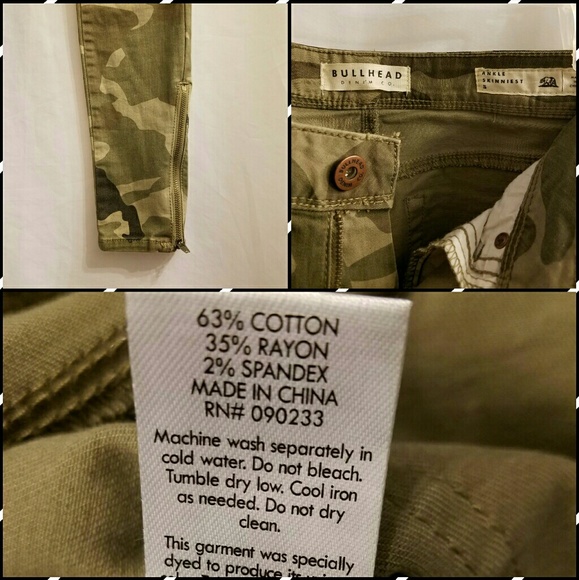 BULLHEAD
DENIM CO.
ANKLE
SKINNIEST
63% COTTON
35% RAYON
2% SPANDEX
MADE IN CHINA
RN# 090233
Machine wash separately in
cold water. Do not bleach.
Tumble dry low. Cool iron
as needed. Do not dry
clean.
This garment was specially
dyed to produce its